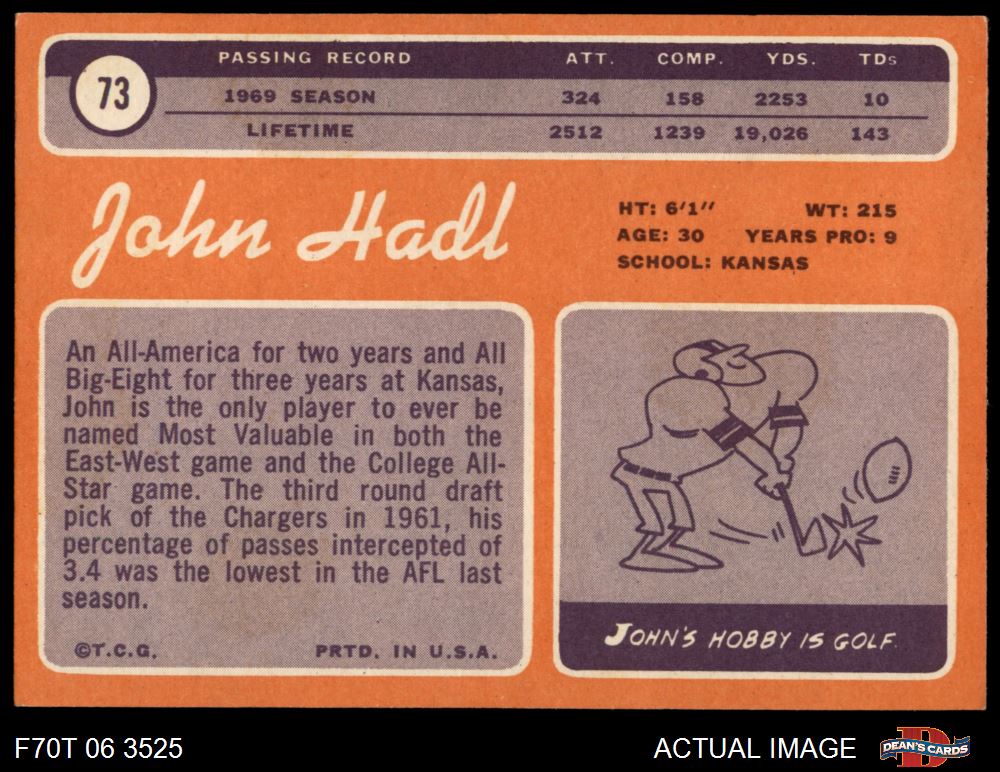 PASSING RECORD ATT. COMP. YDS. TDs
73
1969 SEASON 324 158 2253 10
LIFETIME 2512 1239 19,026 143
John Hadl
HT: 6'1" WT: 215
AGE: 30 YEARS PRO: 9
SCHOOL: KANSAS
An All-America for two years and All
Big-Eight for three years at Kansas,
John is the only player to ever be
named Most Valuable in both the
East-West game and the College All-
Star game. The third round draft
pick of the Chargers in 1961, his
percentage of passes intercepted of
3.4 was the lowest in the AFL last
season.
©T.C.G. PRTD. IN U.S.A.
JOHN'S HOBBY IS GOLF.
F70T 06 3525 ACTUAL IMAGE D DEAN'S CARDS